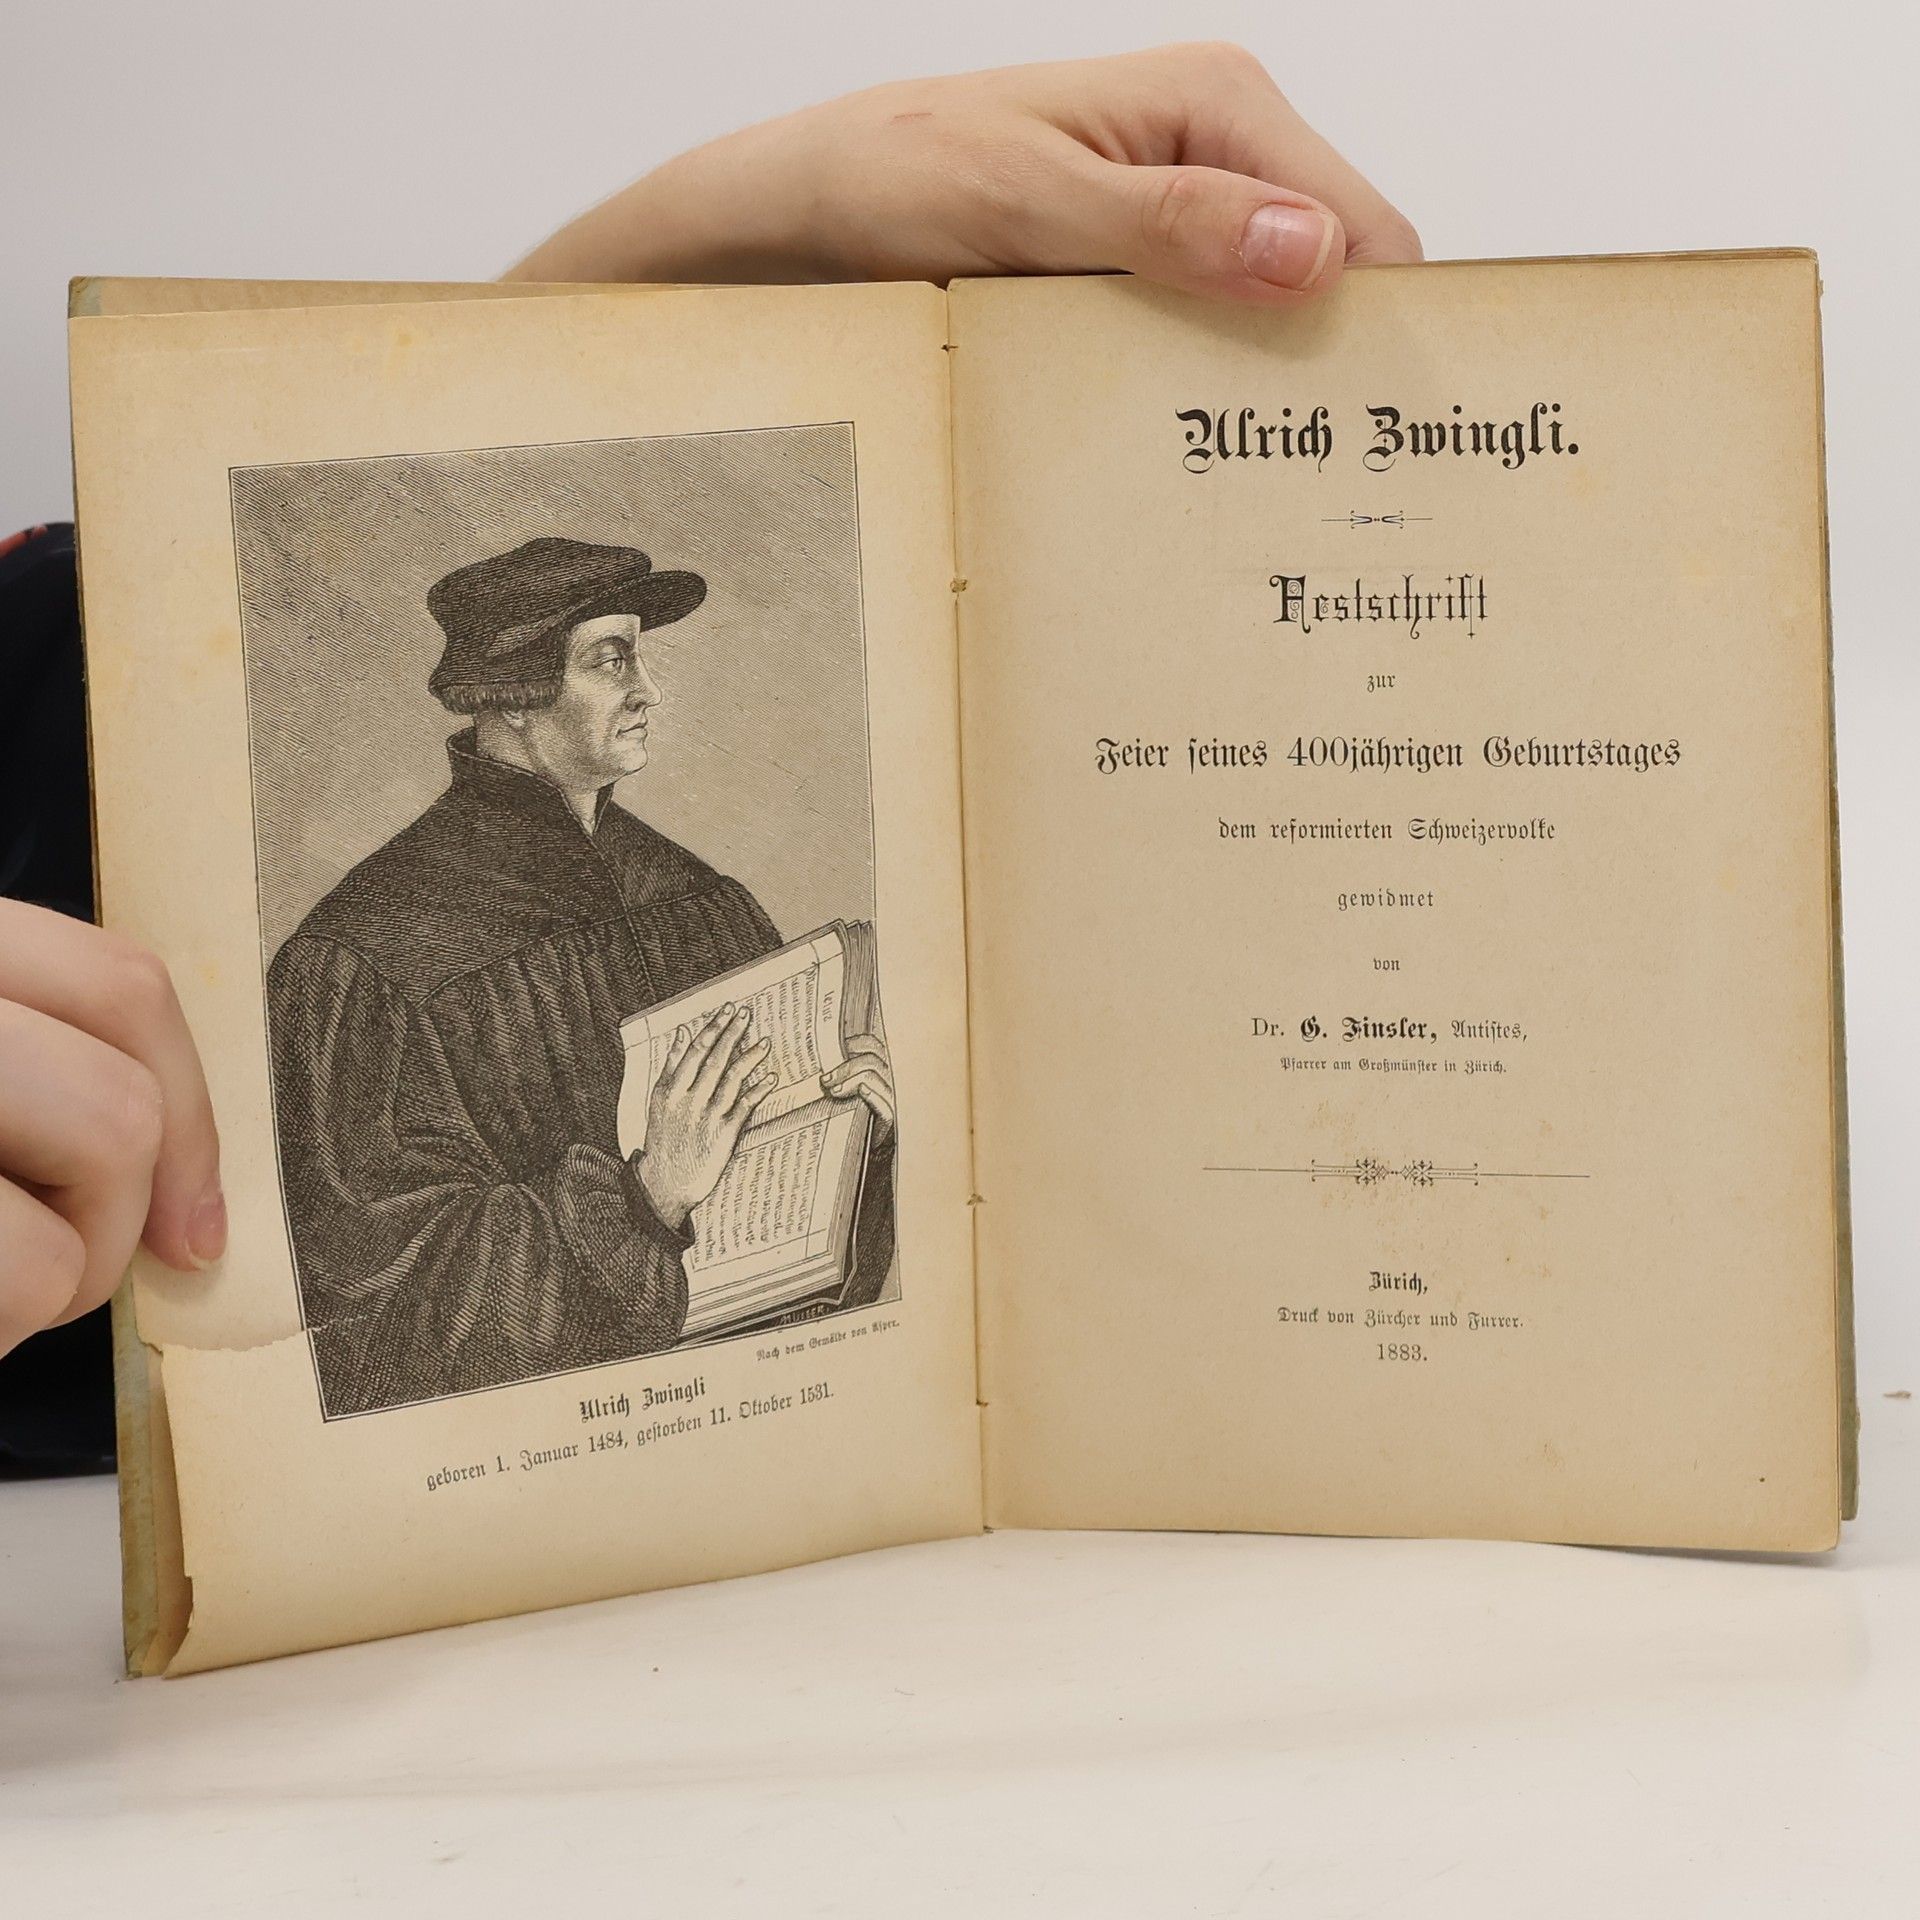 MÜLLER.
Nach dem Gemälde von Asper.
Ulrich Zwingli
geboren 1. Januar 1484, gestorben 11. Oktober 1531.
Ulrich Zwingli.
Festschrift
zur
Feier seines 400jährigen Geburtstages
dem reformierten Schweizervolke
gewidmet
von
Dr. G. Finsler, Antistes,
Pfarrer am Großmünster in Zürich.
Zürich,
Druck von Zürcher und Furrer.
1883.